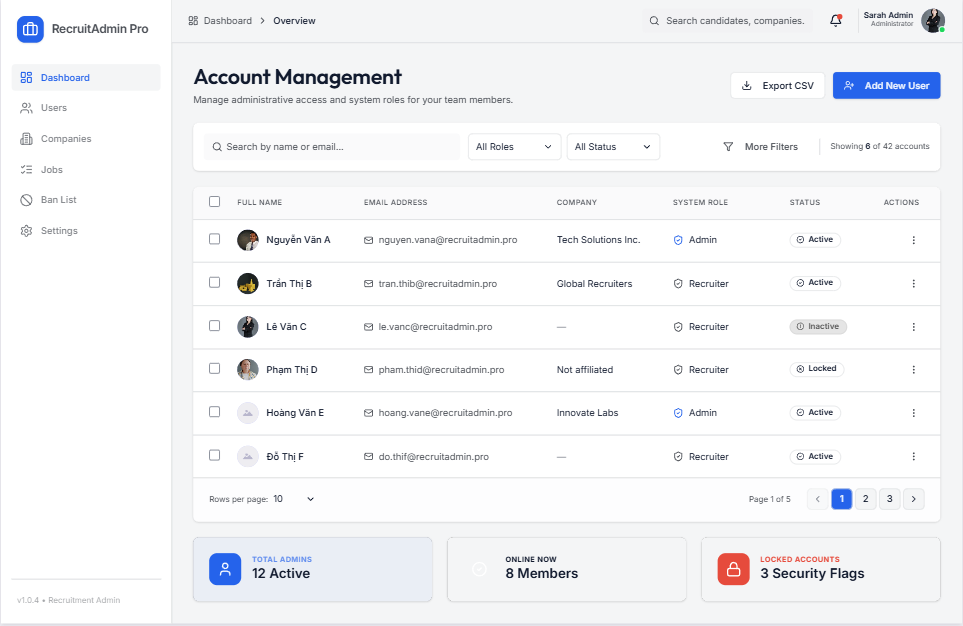 RecruitAdmin Pro
Dashboard > Overview
Search candidates, companies.
Sarah Admin
Administrator
Dashboard
Users
Companies
Jobs
Ban List
Settings
v1.0.4 • Recruitment Admin
Account Management
Manage administrative access and system roles for your team members.
Export CSV
Add New User
Search by name or email...
All Roles
All Status
More Filters
Showing 6 of 42 accounts
FULL NAME EMAIL ADDRESS COMPANY SYSTEM ROLE STATUS ACTIONS
Nguyễn Văn A nguyen.vana@recruitadmin.pro Tech Solutions Inc. Admin Active
Trần Thị B tran.thib@recruitadmin.pro Global Recruiters Recruiter Active
Lê Văn C le.vanc@recruitadmin.pro — Recruiter Inactive
Phạm Thị D pham.thid@recruitadmin.pro Not affiliated Recruiter Locked
Hoàng Văn E hoang.vane@recruitadmin.pro Innovate Labs Admin Active
Đỗ Thị F do.thif@recruitadmin.pro — Recruiter Active
Rows per page: 10
Page 1 of 5
1 2 3
TOTAL ADMINS
12 Active
ONLINE NOW
8 Members
LOCKED ACCOUNTS
3 Security Flags